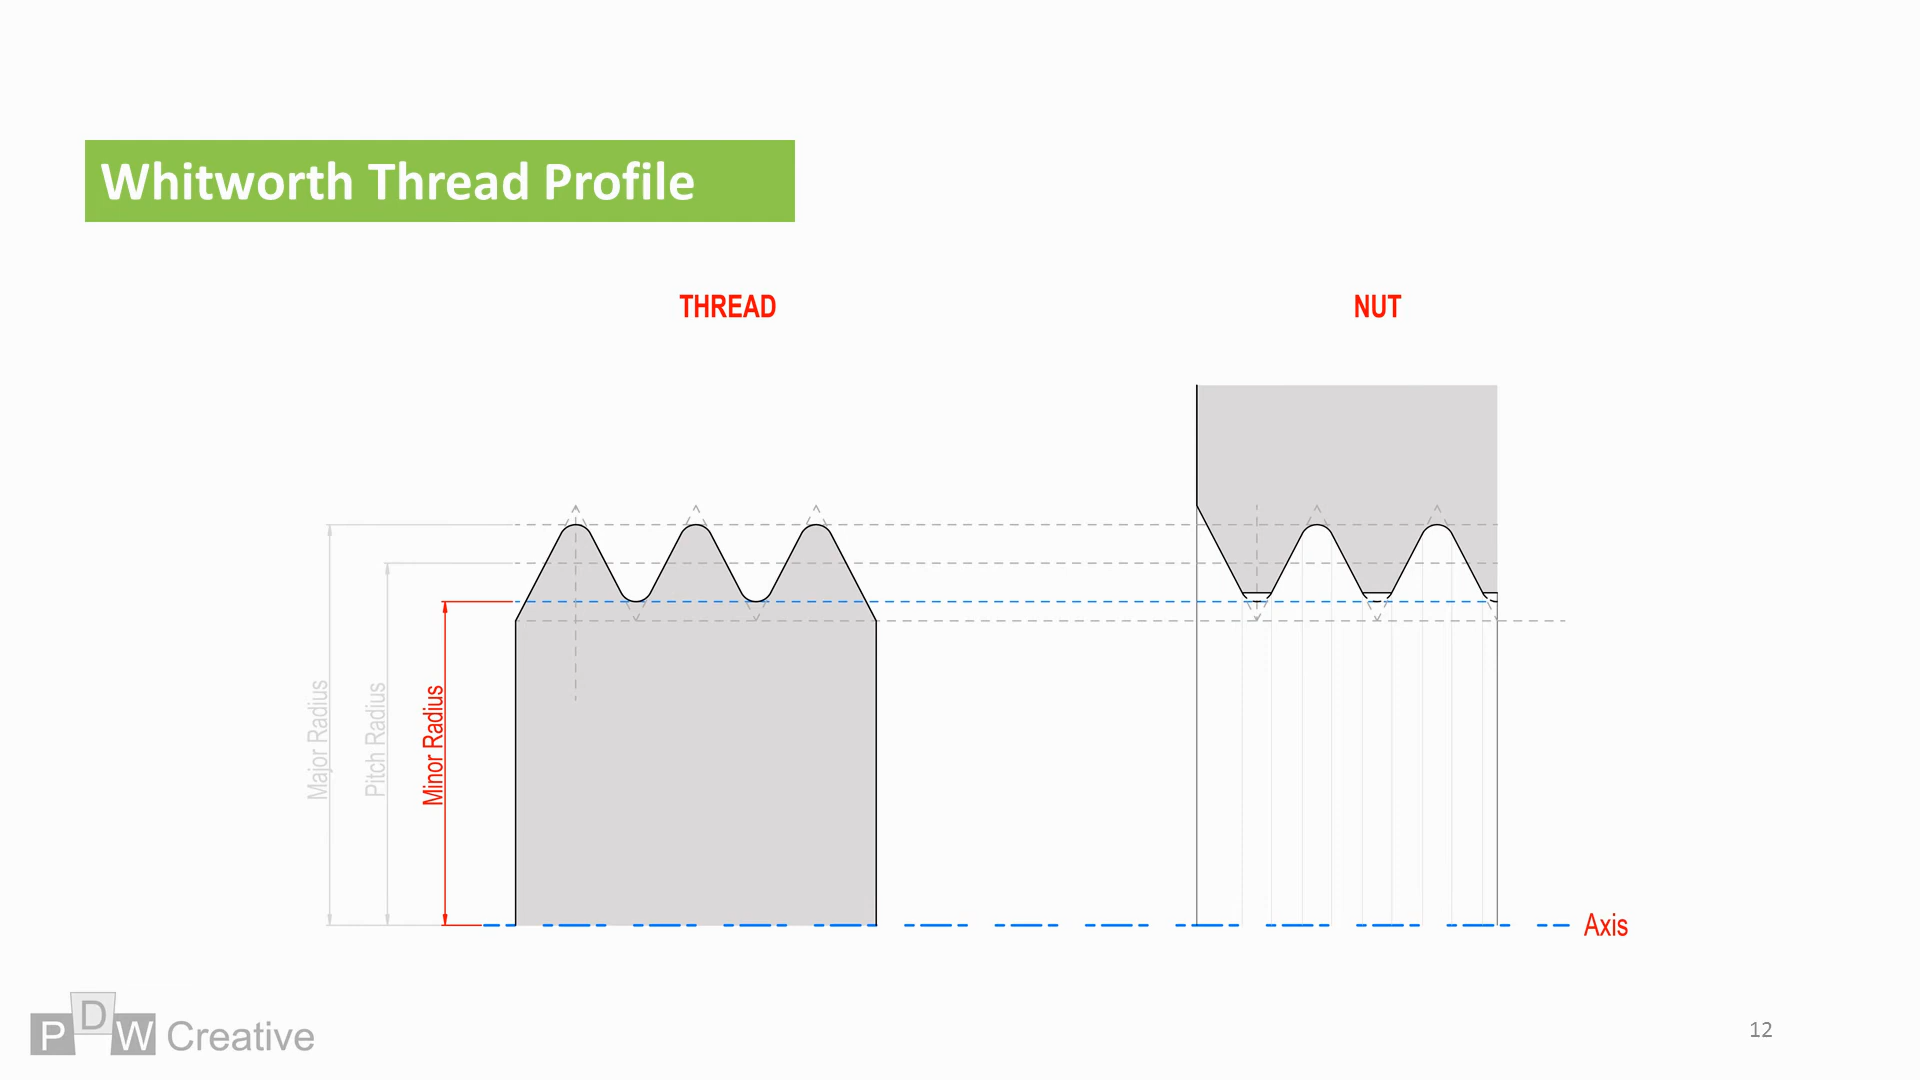 Whitworth Thread Profile
THREAD
NUT
Major Radius
Pitch Radius
Minor Radius
Axis
PDW Creative
12